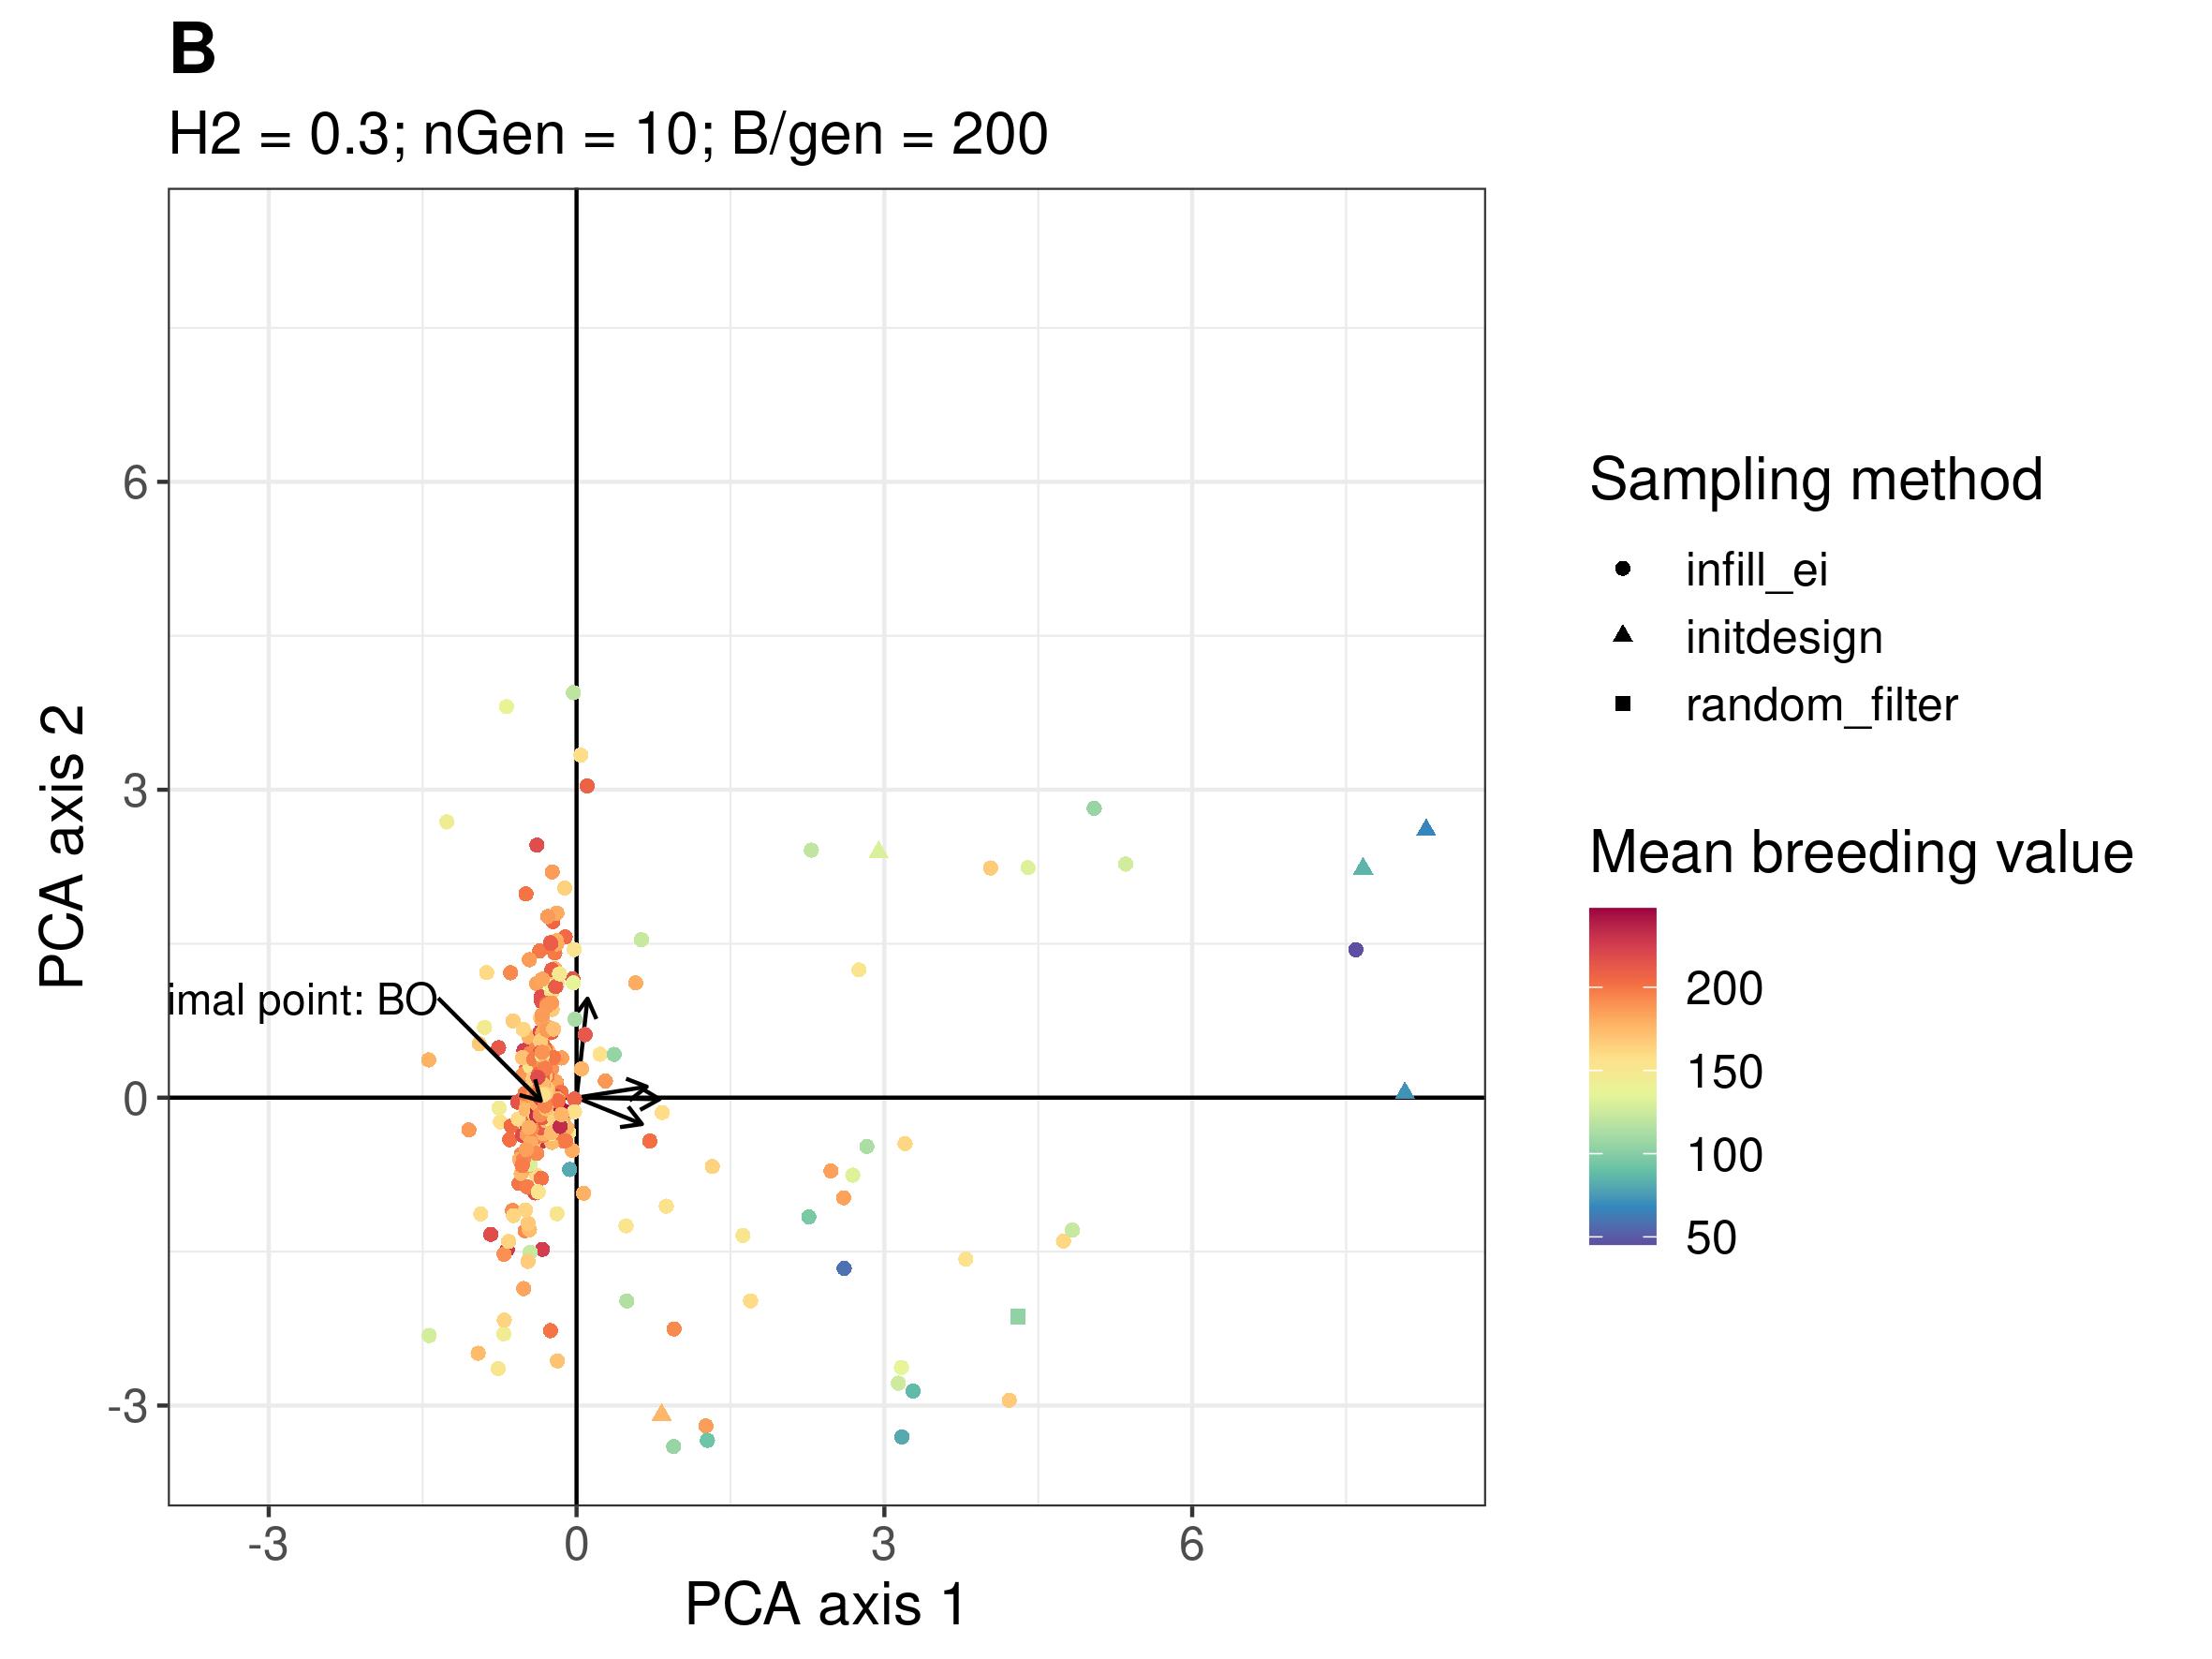 B
H2 = 0.3; nGen = 10; B/gen = 200
PCA axis 2
6
3
0
-3
imal point: BO
-3
0
3
6
PCA axis 1
Sampling method
infill_ei
initdesign
random_filter
Mean breeding value
200
150
100
50